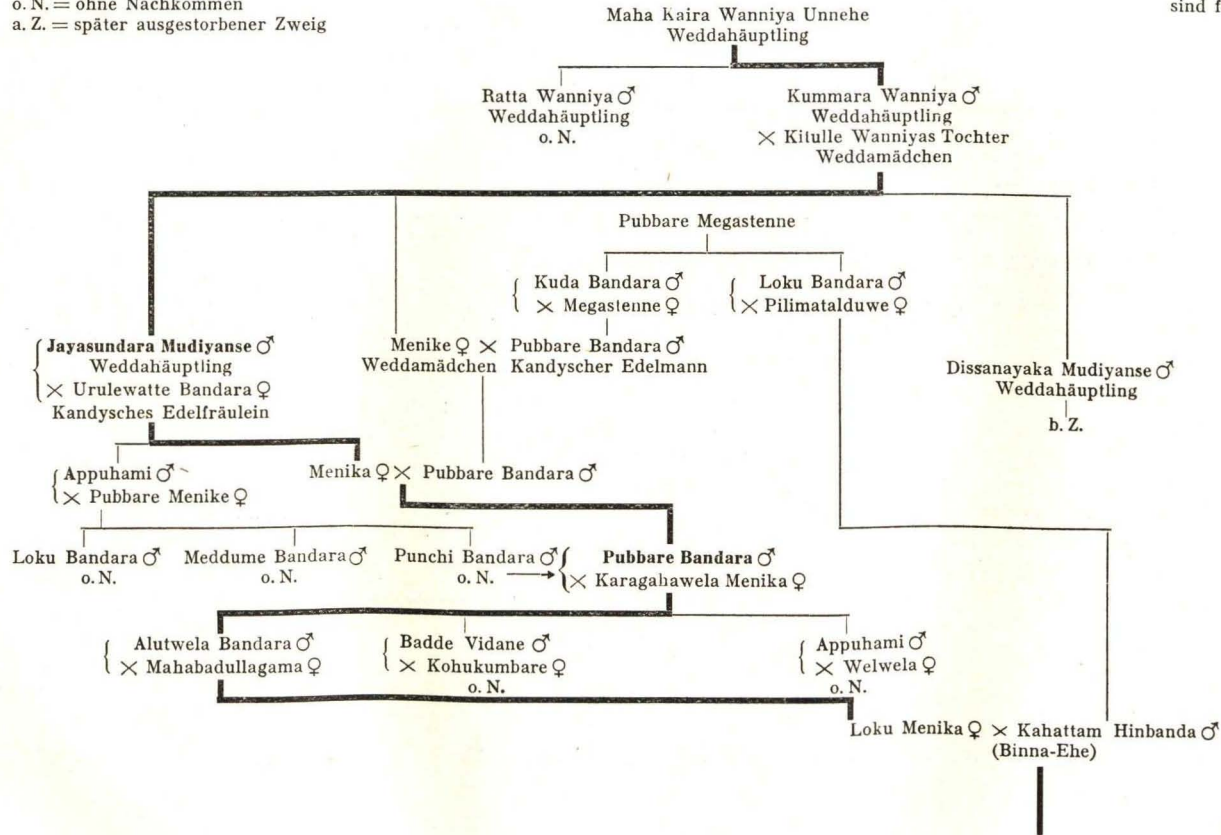 o. N. = ohne Nachkommen
a. Z. = später ausgestorbener Zweig
sind f
Maha Kaira Wanniya Unnehe
Weddahäuptling
Ratta Wanniya ♂
Weddahäuptling
o. N.
Kummara Wanniya ♂
Weddahäuptling
× Kitulle Wanniyas Tochter
Weddamädchen
Pubbare Megastenne
{ Kuda Bandara ♂
× Megastenne ♀
{ Loku Bandara ♂
× Pilimatalduwe ♀
{ Jayasundara Mudiyanse ♂
Weddahäuptling
× Urulewatte Bandara ♀
Kandysches Edelfräulein
Menike ♀ × Pubbare Bandara ♂
Weddamädchen Kandyscher Edelmann
Dissanayaka Mudiyanse ♂
Weddahäuptling
b. Z.
{ Appuhami ♂
× Pubbare Menike ♀
Menika ♀ × Pubbare Bandara ♂
Loku Bandara ♂
o. N.
Meddume Bandara ♂
o. N.
Punchi Bandara ♂
o. N. →
{ Pubbare Bandara ♂
× Karagahawela Menika ♀
{ Alutwela Bandara ♂
× Mahabadullagama ♀
{ Badde Vidane ♂
× Kohukumbare ♀
o. N.
{ Appuhami ♂
× Welwela ♀
o. N.
Loku Menika ♀ × Kahattam Hinbanda ♂
(Binna-Ehe)